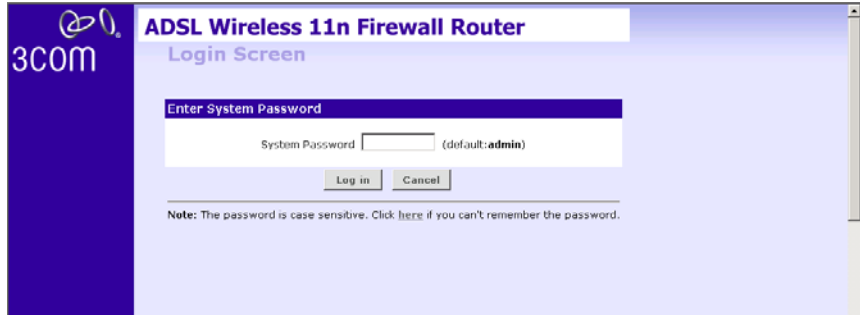 3COM
ADSL Wireless 11n Firewall Router
Login Screen
Enter System Password
System Password (default:admin)
Log in Cancel
Note: The password is case sensitive. Click here if you can't remember the password.